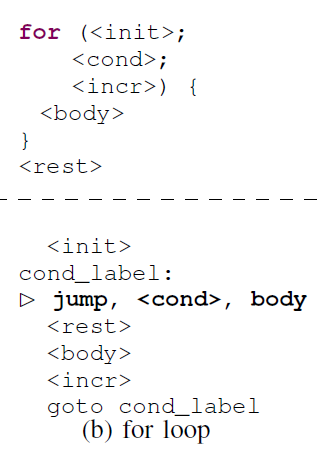 for (<init>;
<cond>;
<incr>) {
<body>
}
<rest>
<init>
cond_label:
▷ jump, <cond>, body
<rest>
<body>
<incr>
goto cond_label
(b) for loop